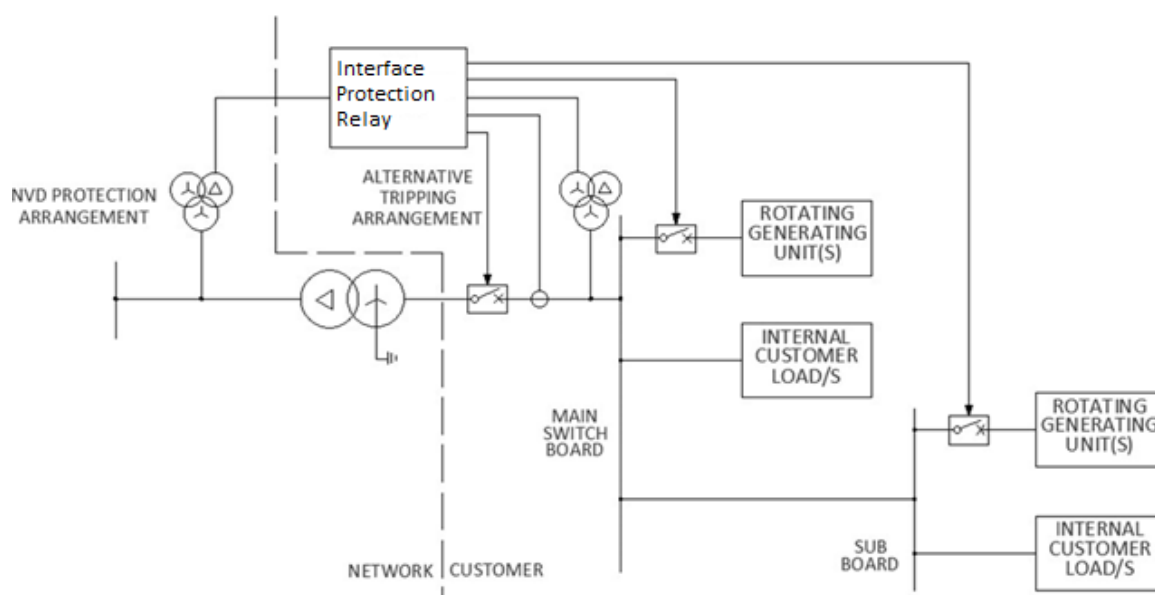 Interface
Protection
Relay
NVD PROTECTION
ARRANGEMENT
ALTERNATIVE
TRIPPING
ARRANGEMENT
ROTATING
GENERATING
UNIT(S)
INTERNAL
CUSTOMER
LOAD/S
MAIN
SWITCH
BOARD
ROTATING
GENERATING
UNIT(S)
SUB
BOARD
INTERNAL
CUSTOMER
LOAD/S
NETWORK CUSTOMER